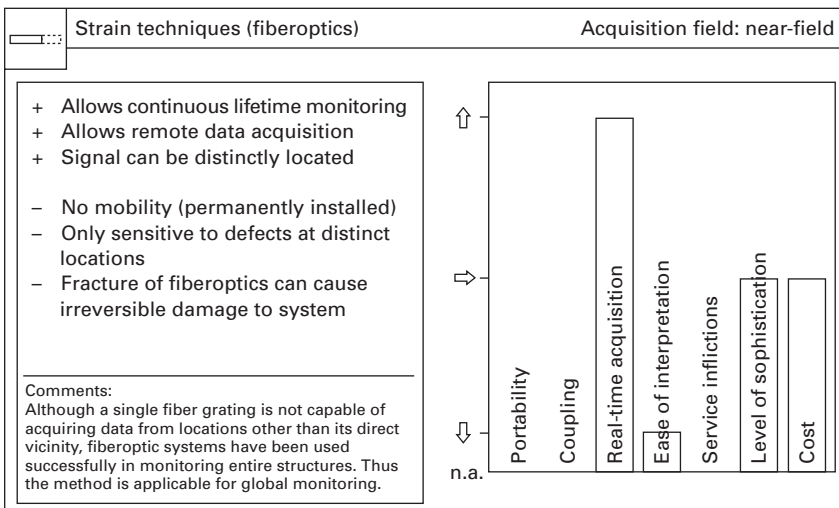 Strain techniques (fiberoptics)
Acquisition field: near-field
+ Allows continuous lifetime monitoring
+ Allows remote data acquisition
+ Signal can be distinctly located
– No mobility (permanently installed)
– Only sensitive to defects at distinct
locations
– Fracture of fiberoptics can cause
irreversible damage to system
Comments:
Although a single fiber grating is not capable of
acquiring data from locations other than its direct
vicinity, fiberoptic systems have been used
successfully in monitoring entire structures. Thus
the method is applicable for global monitoring.
n.a.
Portability
Coupling
Real-time acquisition
Ease of interpretation
Service inflictions
Level of sophistication
Cost